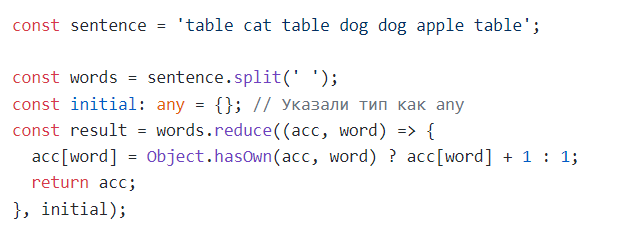 const sentence = 'table cat table dog dog apple table';
const words = sentence.split(' ');
const initial: any = {}; // Указали тип как any
const result = words.reduce((acc, word) => {
  acc[word] = Object.hasOwn(acc, word) ? acc[word] + 1 : 1;
  return acc;
}, initial);